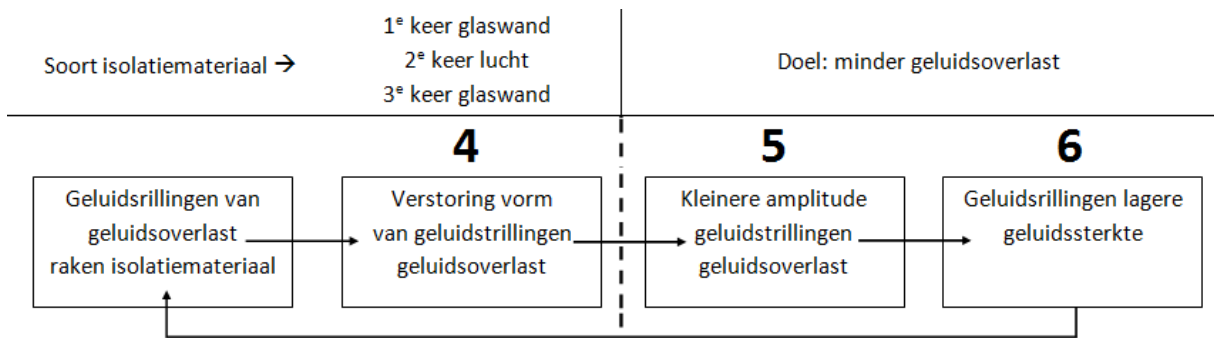 Soort isolatiemateriaal →
1e keer glaswand
2e keer lucht
3e keer glaswand
Doel: minder geluidsoverlast
4
5
6
Geluidsrillingen van
geluidsoverlast
raken isolatiemateriaal
Verstoring vorm
van geluidstrillingen
geluidsoverlast
Kleinere amplitude
geluidstrillingen
geluidsoverlast
Geluidsrillingen lagere
geluidssterkte